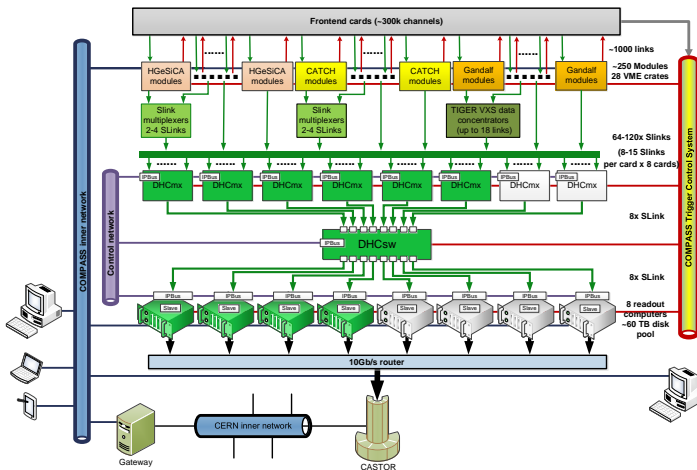 Frontend cards (~300k channels)
~1000 links
HGeSiCA
modules
HGeSiCA
modules
CATCH
modules
CATCH
modules
Gandalf
modules
Gandalf
modules
~250 Modules
28 VME crates
Slink
multiplexers
2-4 SLinks
Slink
multiplexers
2-4 SLinks
TIGER VXS data
concentrators
(up to 18 links)
64-120x Slinks
(8-15 Slinks
per card x 8 cards)
IPBus
DHCmx
IPBus
DHCmx
IPBus
DHCmx
IPBus
DHCmx
IPBus
DHCmx
IPBus
DHCmx
IPBus
DHCmx
IPBus
DHCmx
8x SLink
IPBus
DHCsw
8x SLink
IPBus
Slave
IPBus
Slave
IPBus
Slave
IPBus
Slave
IPBus
Slave
IPBus
Slave
IPBus
Slave
IPBus
Slave
8 readout
computers
~60 TB disk
pool
10Gb/s router
COMPASS inner network
Control network
COMPASS Trigger Control System
CERN inner network
Gateway
CASTOR